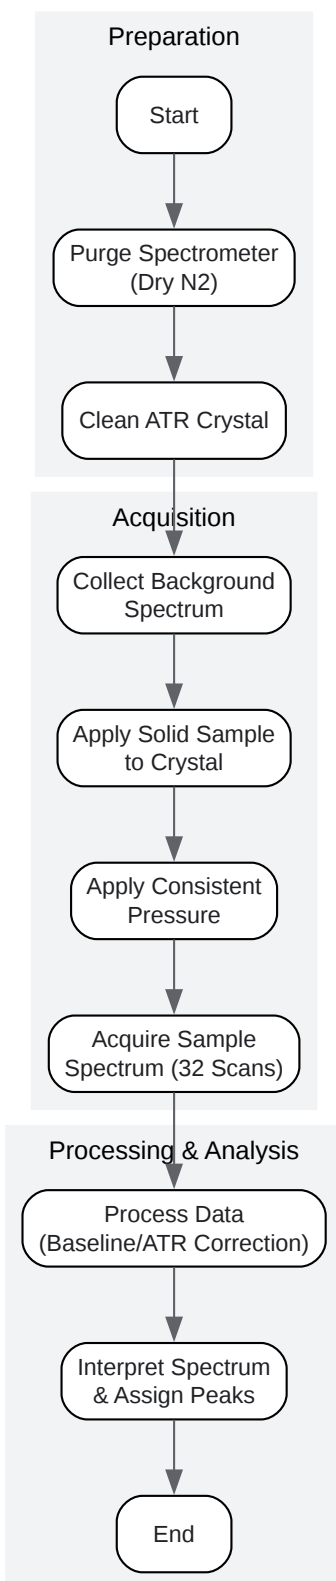 Preparation
Start
Purge Spectrometer
(Dry N2)
Clean ATR Crystal
Acquisition
Collect Background
Spectrum
Apply Solid Sample
to Crystal
Apply Consistent
Pressure
Acquire Sample
Spectrum (32 Scans)
Processing & Analysis
Process Data
(Baseline/ATR Correction)
Interpret Spectrum
& Assign Peaks
End